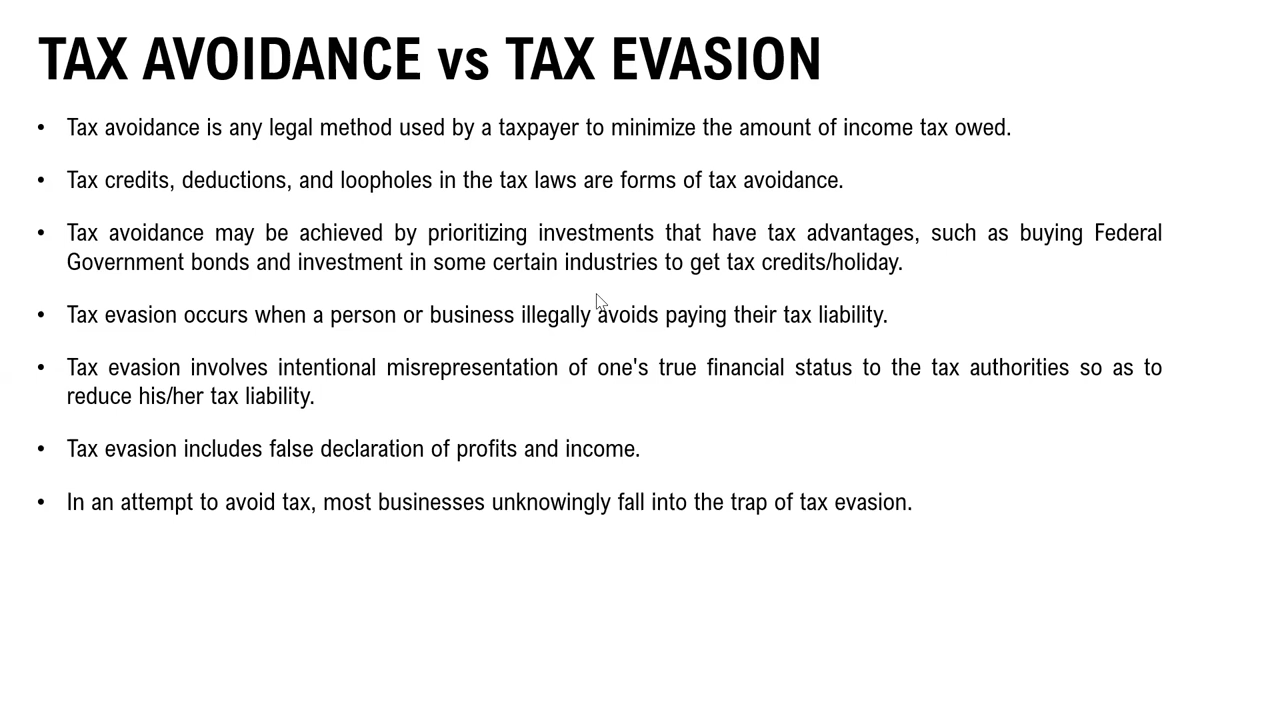 TAX AVOIDANCE vs TAX EVASION
• Tax avoidance is any legal method used by a taxpayer to minimize the amount of income tax owed.
• Tax credits, deductions, and loopholes in the tax laws are forms of tax avoidance.
• Tax avoidance may be achieved by prioritizing investments that have tax advantages, such as buying Federal
Government bonds and investment in some certain industries to get tax credits/holiday.
• Tax evasion occurs when a person or business illegally avoids paying their tax liability.
• Tax evasion involves intentional misrepresentation of one's true financial status to the tax authorities so as to
reduce his/her tax liability.
• Tax evasion includes false declaration of profits and income.
• In an attempt to avoid tax, most businesses unknowingly fall into the trap of tax evasion.